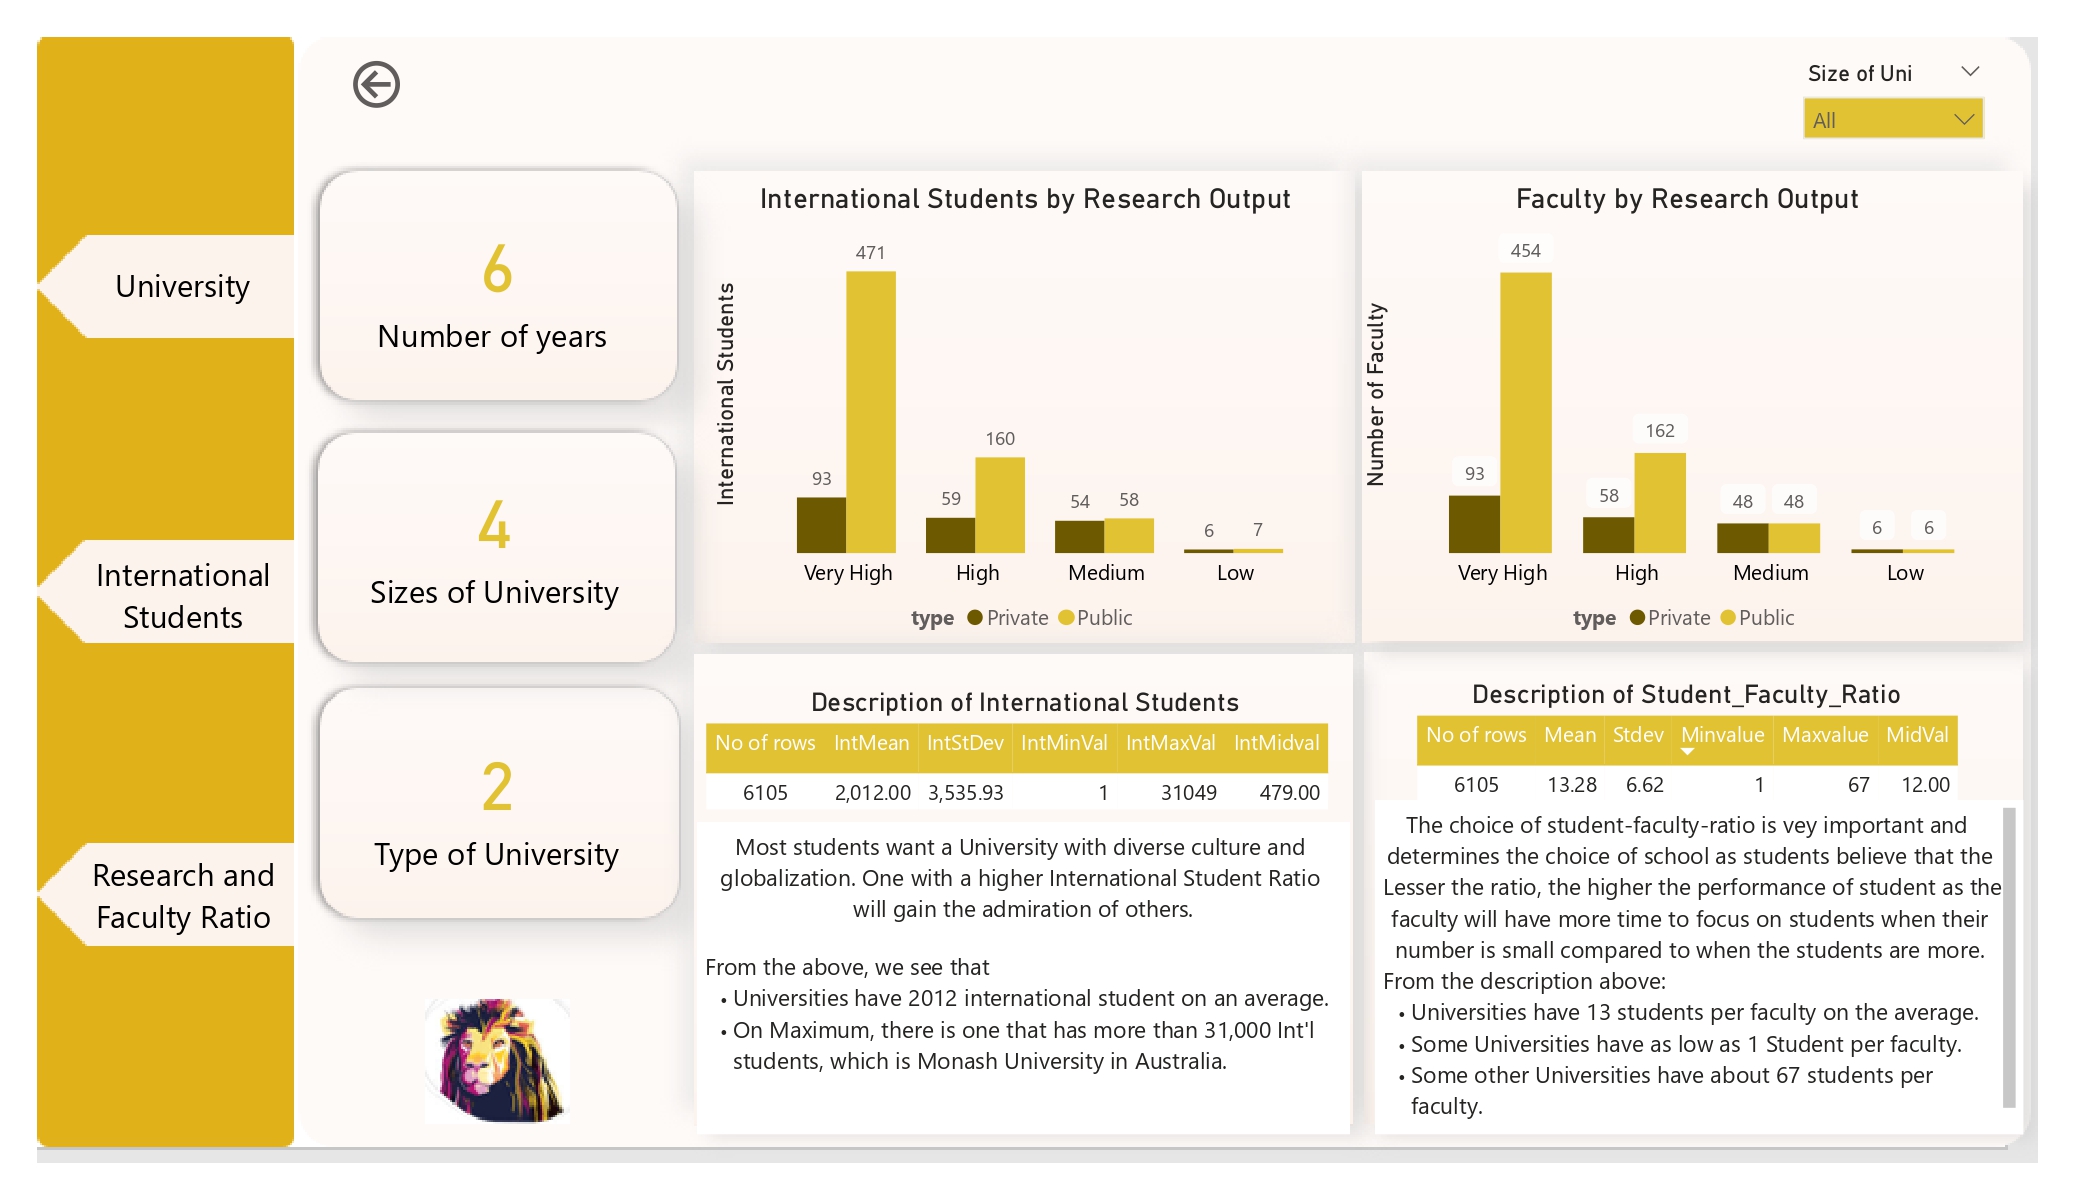 Size of Uni
All
University
International
Students
Research and
Faculty Ratio
6
Number of years
4
Sizes of University
2
Type of University
International Students by Research Output
International Students
471
160
93
59
54
58
6
7
Very High
High
Medium
Low
type
Private
Public
Faculty by Research Output
Number of Faculty
454
162
93
58
48
48
6
6
Very High
High
Medium
Low
type
Private
Public
Description of International Students
No of rows IntMean IntStDev IntMinVal IntMaxVal IntMidval
6105 2,012.00 3,535.93 1 31049 479.00
Most students want a University with diverse culture and
globalization. One with a higher International Student Ratio
will gain the admiration of others.
From the above, we see that
• Universities have 2012 international student on an average.
• On Maximum, there is one that has more than 31,000 Int'l
students, which is Monash University in Australia.
Description of Student_Faculty_Ratio
No of rows Mean Stdev Minvalue Maxvalue MidVal
6105 13.28 6.62 1 67 12.00
The choice of student-faculty-ratio is vey important and
determines the choice of school as students believe that the
Lesser the ratio, the higher the performance of student as the
faculty will have more time to focus on students when their
number is small compared to when the students are more.
From the description above:
• Universities have 13 students per faculty on the average.
• Some Universities have as low as 1 Student per faculty.
• Some other Universities have about 67 students per
faculty.